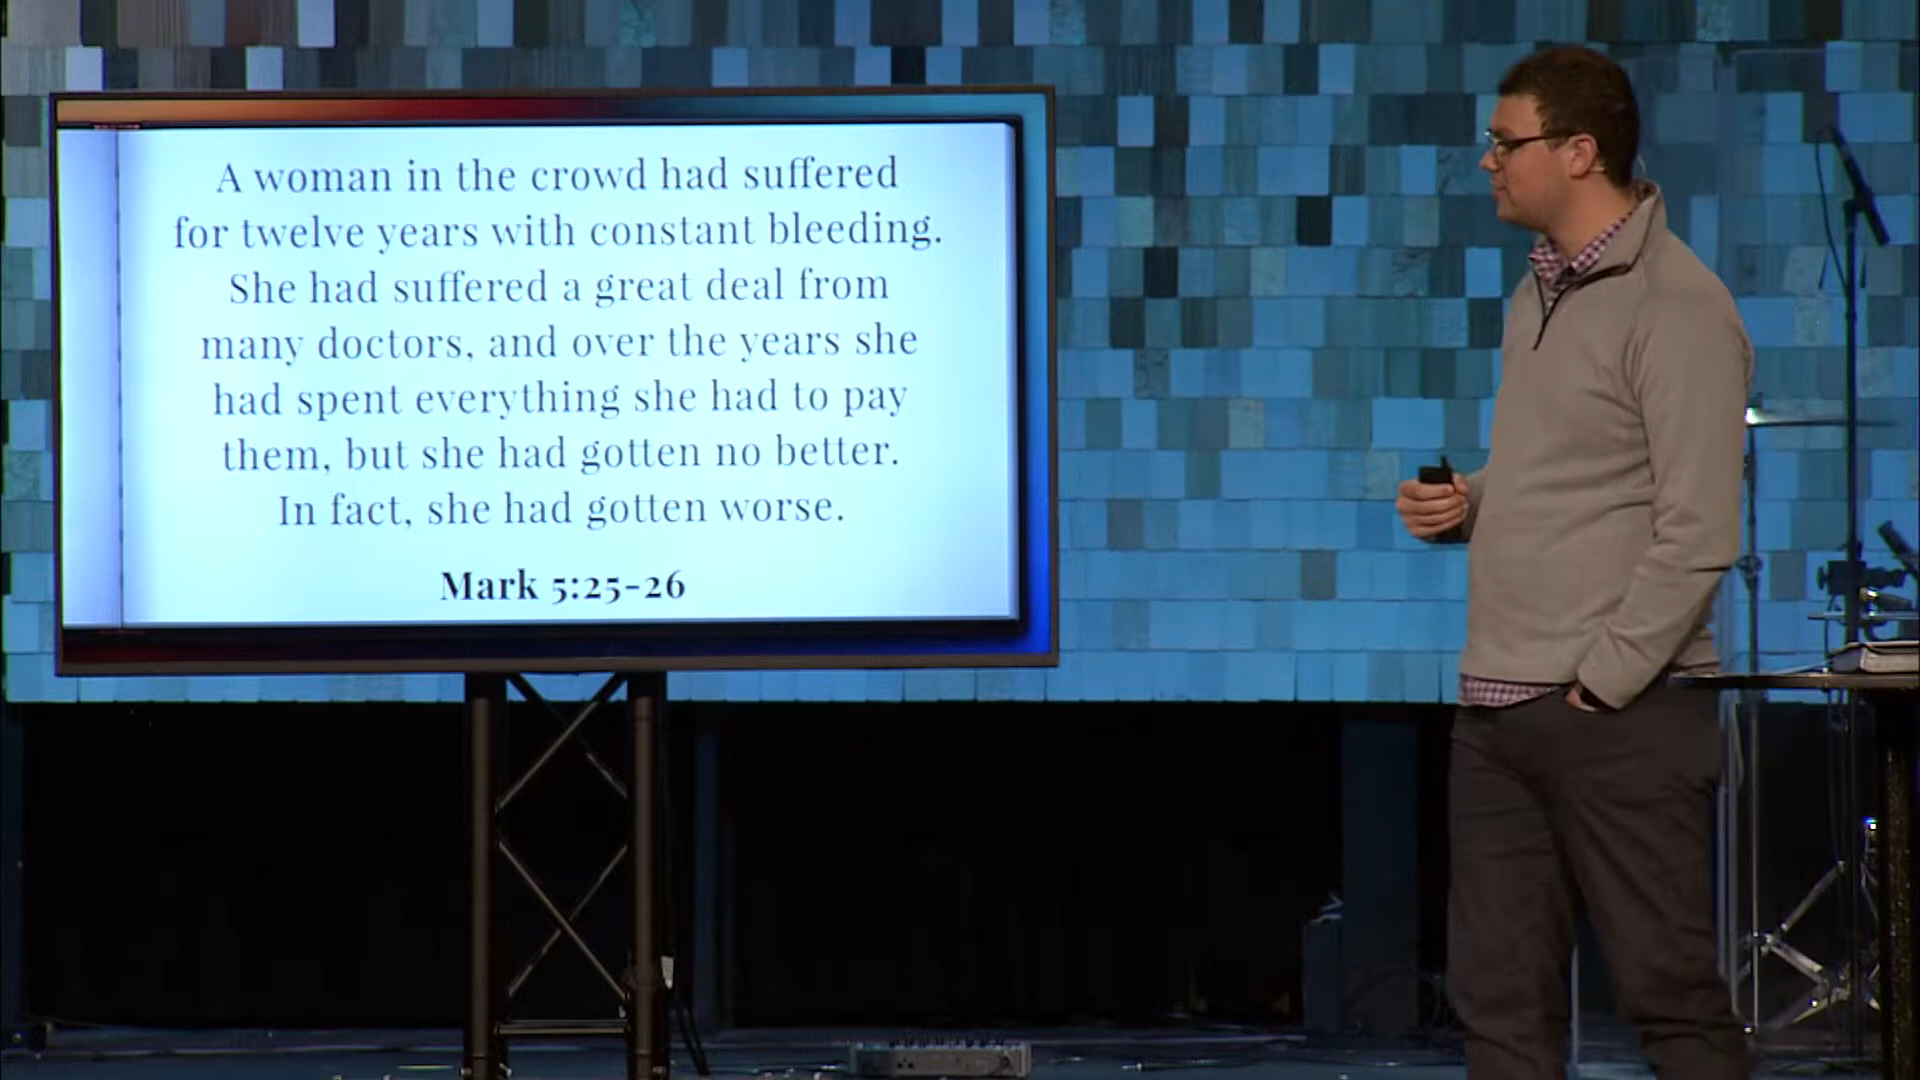 A woman in the crowd had suffered
for twelve years with constant bleeding.
She had suffered a great deal from
many doctors, and over the years she
had spent everything she had to pay
them, but she had gotten no better.
In fact, she had gotten worse.
Mark 5:25-26